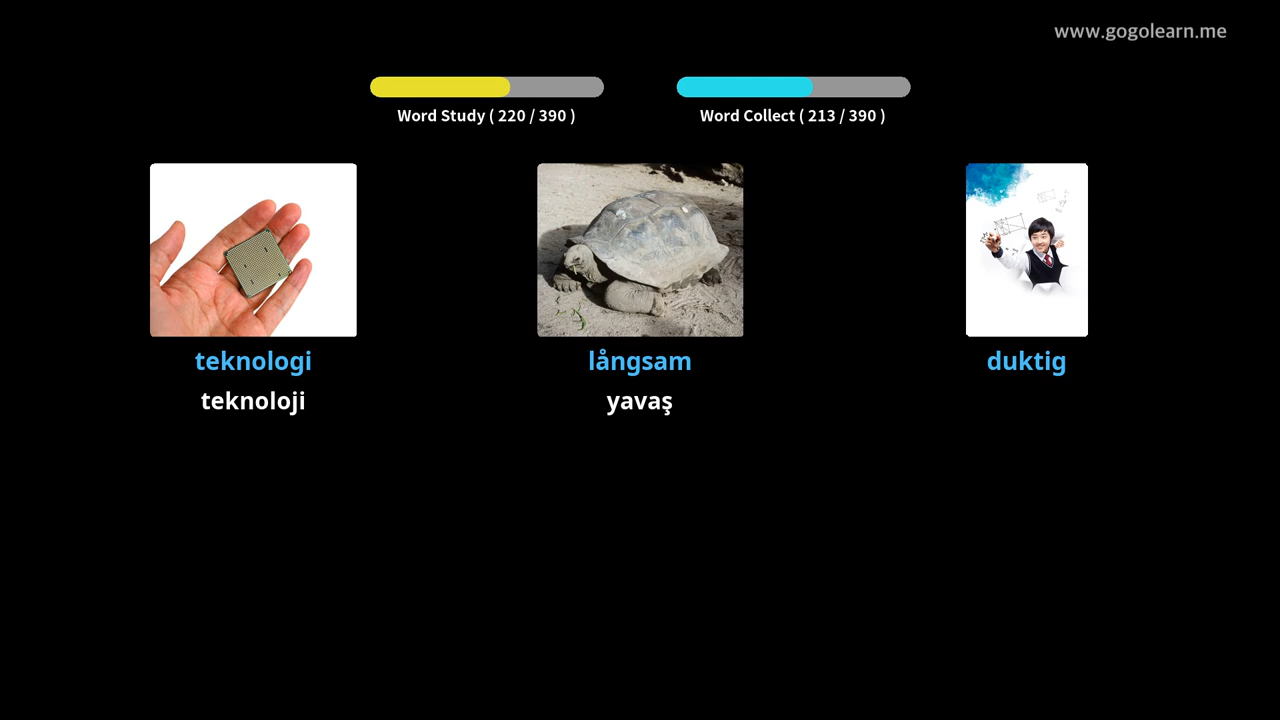 www.gogolearn.me
Word Study ( 220 / 390 )
Word Collect ( 213 / 390 )
teknologi
teknoloji
långsam
yavaş
duktig